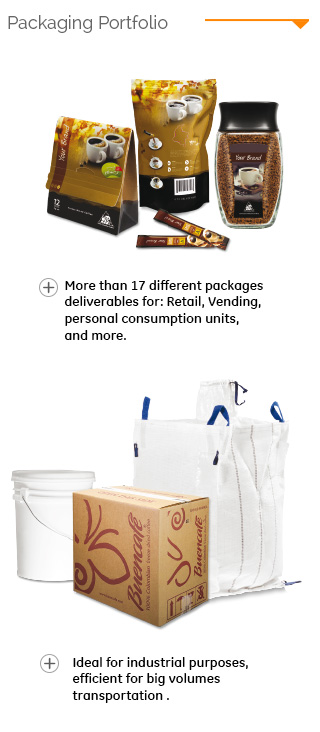 Packaging Portfolio
Your Brand
Your Brand
12
More than 17 different packages
deliverables for: Retail, Vending,
personal consumption units,
and more.
Buencafé
Buencafé
Ideal for industrial purposes,
efficient for big volumes
transportation .